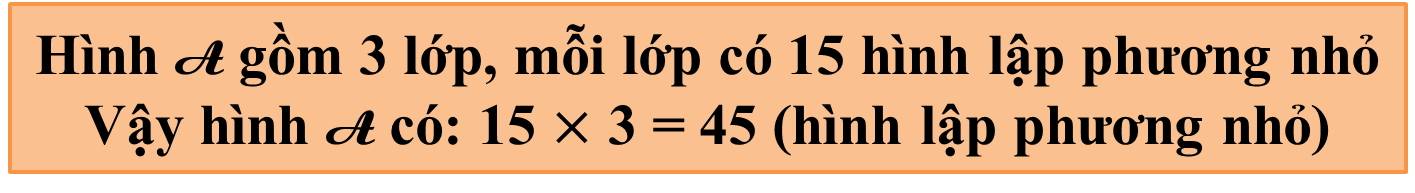 Hình 𝓐 gồm 3 lớp, mỗi lớp có 15 hình lập phương nhỏ
Vậy hình 𝓐 có: 15 × 3 = 45 (hình lập phương nhỏ)